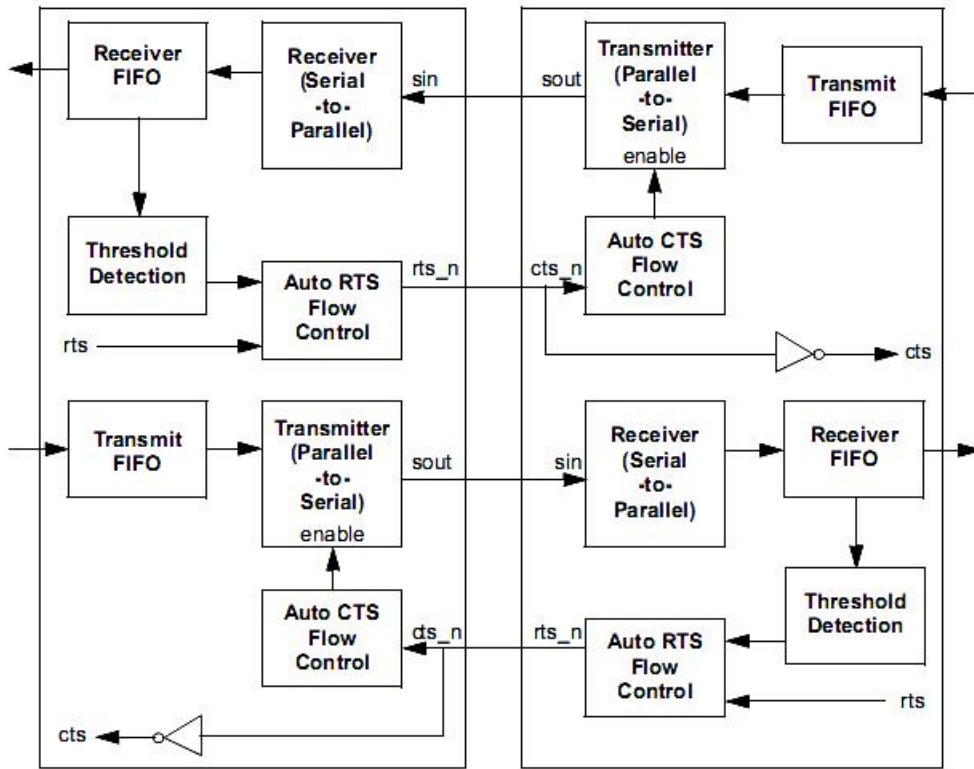 Receiver
FIFO
Receiver
(Serial
-to-
Parallel)
sin
sout
Transmitter
(Parallel
-to-
Serial)
enable
Transmit
FIFO
Threshold
Detection
Auto RTS
Flow
Control
rts_n
cts_n
Auto CTS
Flow
Control
rts
cts
Transmit
FIFO
Transmitter
(Parallel
-to-
Serial)
enable
sout
sin
Receiver
(Serial
-to-
Parallel)
Receiver
FIFO
Auto CTS
Flow
Control
cts_n
rts_n
Auto RTS
Flow
Control
Threshold
Detection
rts
cts